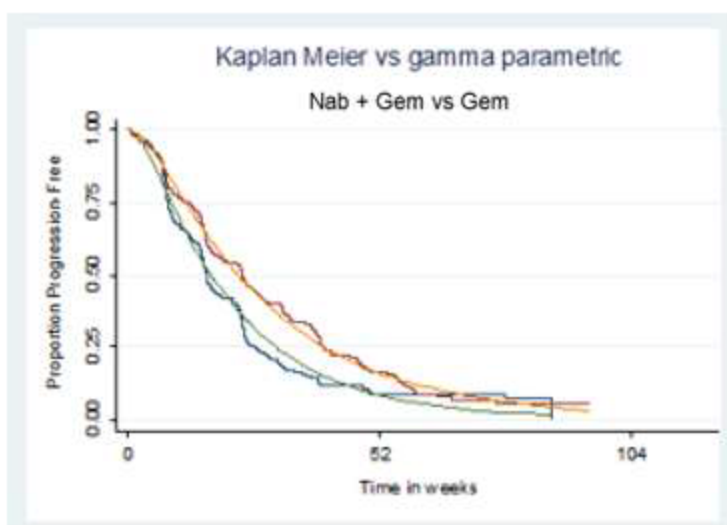 Kaplan Meier vs gamma parametric
Nab + Gem vs Gem
Proportion Progression-Free
1.00
0.75
0.50
0.25
0.00
0
52
104
Time in weeks